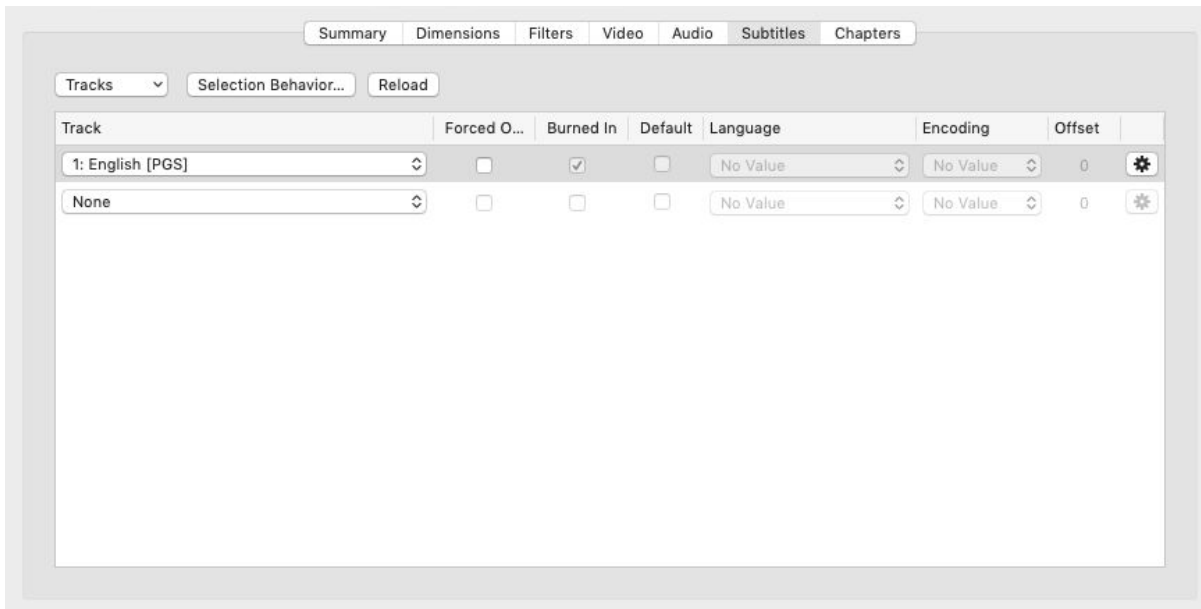 Summary Dimensions Filters Video Audio Subtitles Chapters
Tracks Selection Behavior... Reload
Track Forced O... Burned In Default Language Encoding Offset
1: English [PGS] No Value No Value 0
None No Value No Value 0